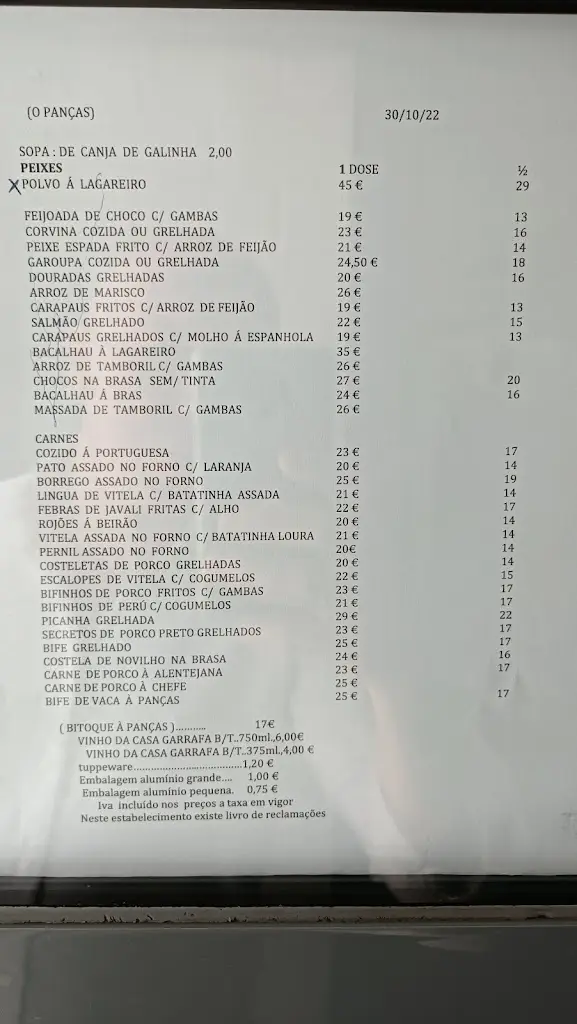 (O PANÇAS) 30/10/22
SOPA : DE CANJA DE GALINHA 2,00
PEIXES 1 DOSE ½
X POLVO Á LAGAREIRO 45 € 29
FEIJOADA DE CHOCO C/ GAMBAS 19 € 13
CORVINA COZIDA OU GRELHADA 23 € 16
PEIXE ESPADA FRITO C/ ARROZ DE FEIJÃO 21 € 14
GAROUPA COZIDA OU GRELHADA 24,50 € 18
DOURADAS GRELHADAS 20 € 16
ARROZ DE MARISCO 26 €
CARAPAUS FRITOS C/ ARROZ DE FEIJÃO 19 € 13
SALMÃO GRELHADO 22 € 15
CARAPAUS GRELHADOS C/ MOLHO Á ESPANHOLA 19 € 13
BACALHAU À LAGAREIRO 35 €
ARROZ DE TAMBORIL C/ GAMBAS 26 €
CHOCOS NA BRASA SEM/ TINTA 27 € 20
BACALHAU Á BRAS 24 € 16
MASSADA DE TAMBORIL C/ GAMBAS 26 €
CARNES
COZIDO Á PORTUGUESA 23 € 17
PATO ASSADO NO FORNO C/ LARANJA 20 € 14
BORREGO ASSADO NO FORNO 25 € 19
LINGUA DE VITELA C/ BATATINHA ASSADA 21 € 14
FEBRAS DE JAVALI FRITAS C/ ALHO 22 € 17
ROJÕES Á BEIRÃO 20 € 14
VITELA ASSADA NO FORNO C/ BATATINHA LOURA 21 € 14
PERNIL ASSADO NO FORNO 20€ 14
COSTELETAS DE PORCO GRELHADAS 20 € 14
ESCALOPES DE VITELA C/ COGUMELOS 22 € 15
BIFINHOS DE PORCO FRITOS C/ GAMBAS 23 € 17
BIFINHOS DE PERÚ C/ COGUMELOS 21 € 17
PICANHA GRELHADA 29 € 22
SECRETOS DE PORCO PRETO GRELHADOS 23 € 17
BIFE GRELHADO 25 € 17
COSTELA DE NOVILHO NA BRASA 24 € 16
CARNE DE PORCO À ALENTEJANA 23 € 17
CARNE DE PORCO À CHEFE 25 €
BIFE DE VACA À PANÇAS 25 € 17
( BITOQUE À PANÇAS )........... 17€
VINHO DA CASA GARRAFA B/T..750ml.,6,00€
VINHO DA CASA GARRAFA B/T..375ml.,4,00 €
tuppeware....................................1,20 €
Embalagem alumínio grande.... 1,00 €
Embalagem alumínio pequena. 0,75 €
Iva incluído nos preços a taxa em vigor
Neste estabelecimento existe livro de reclamações